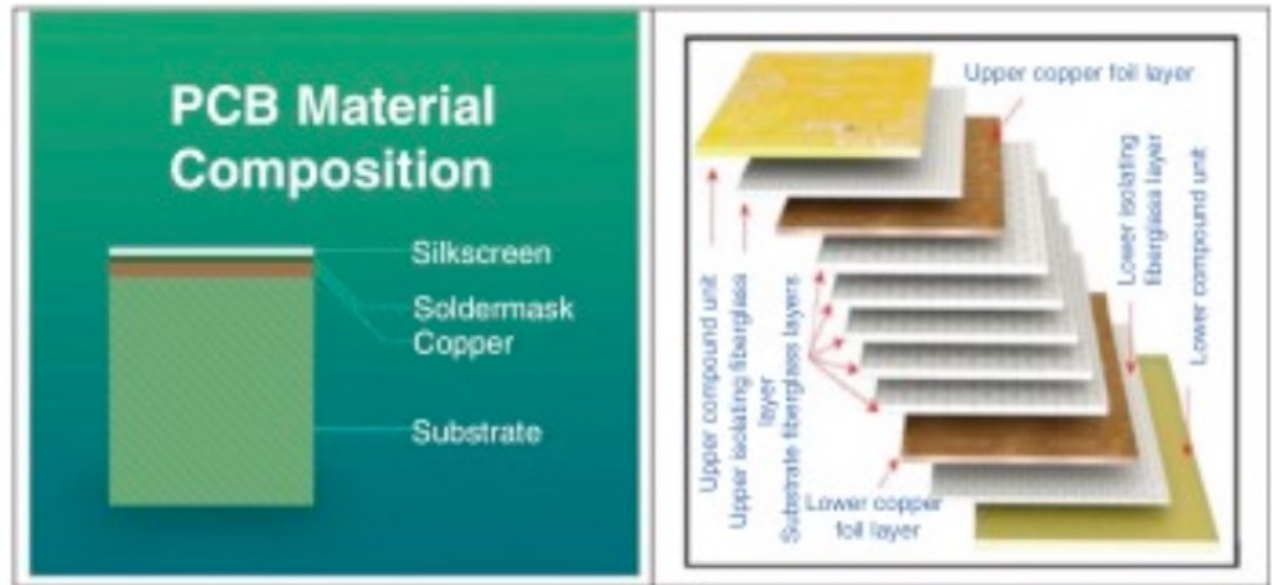 PCB Material
Composition
Silkscreen
Soldermask
Copper
Substrate
Upper copper foil layer
Upper compound unit
Upper isolating fiberglass
layer
Substrate fiberglass layers
Lower isolating
fiberglass layer
Lower compound unit
Lower copper
foil layer